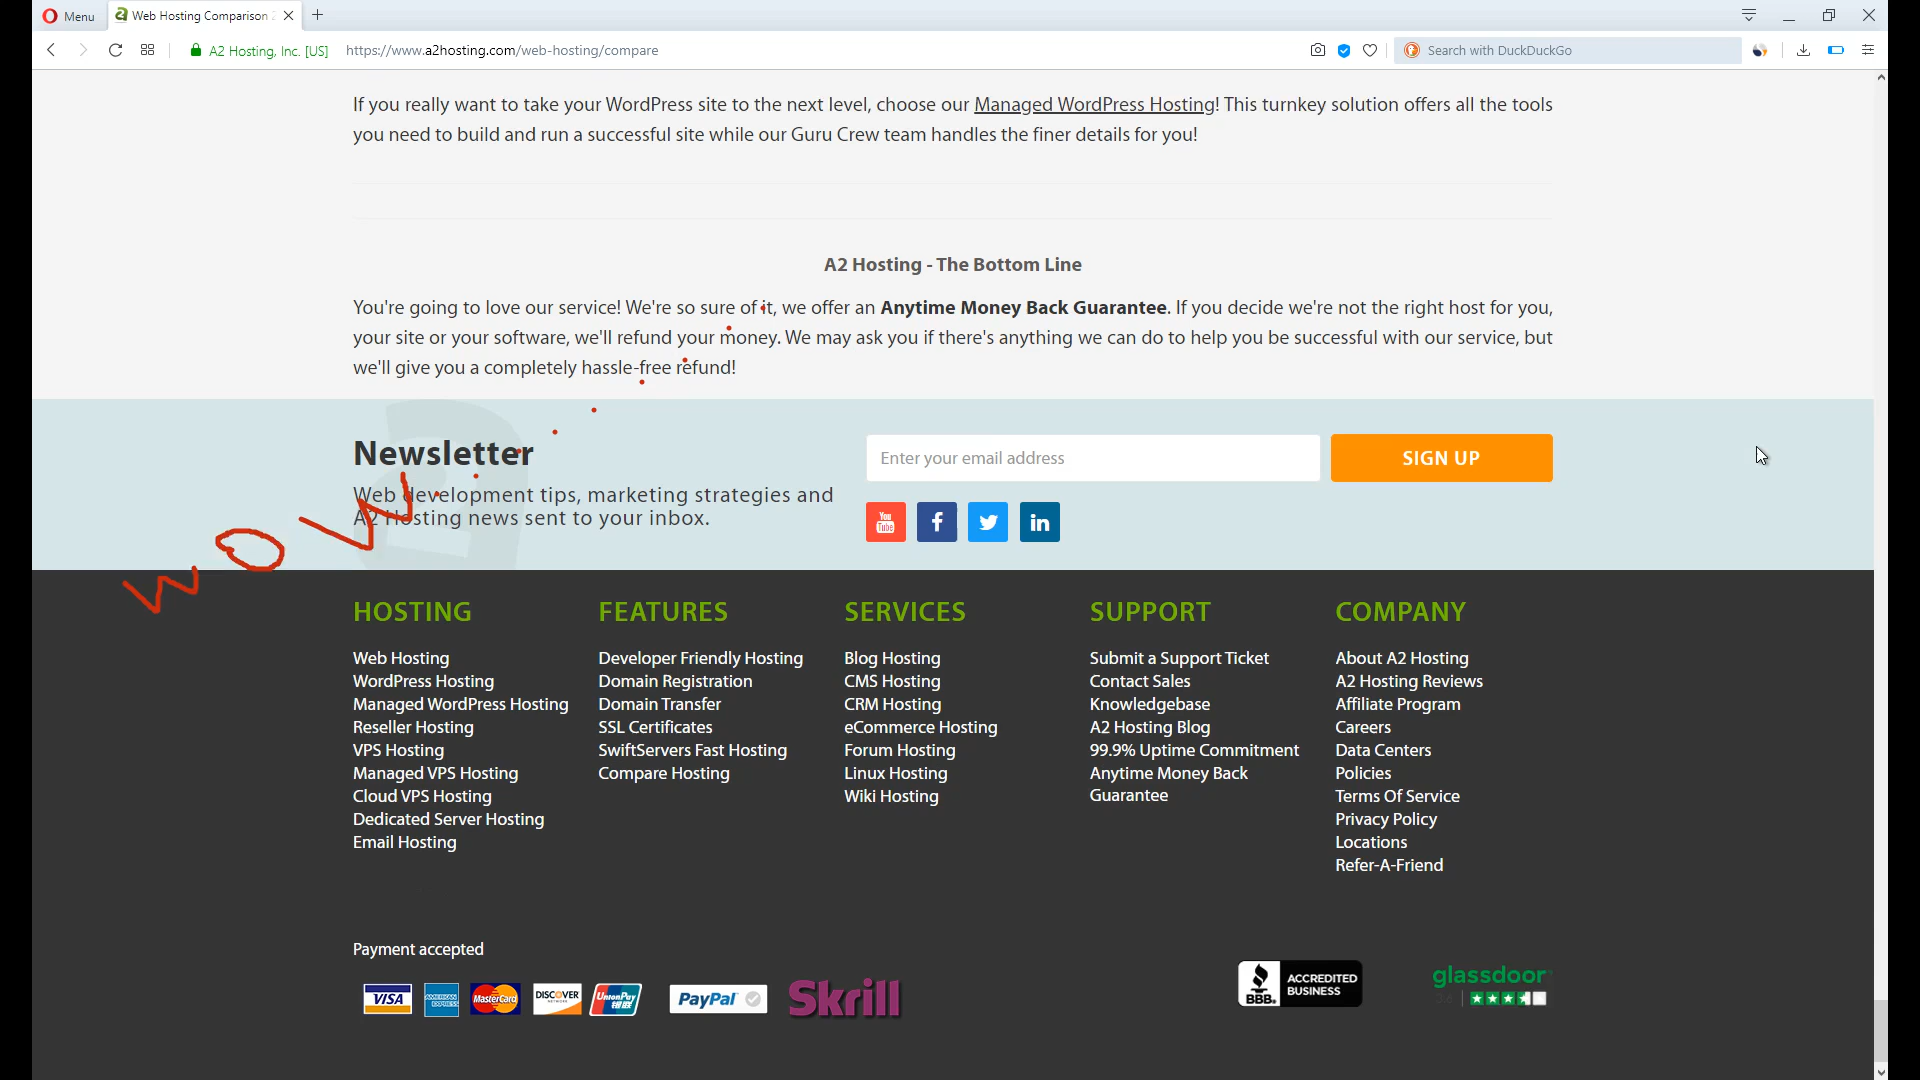 Menu
Web Hosting Comparison 2
A2 Hosting, Inc. [US]
https://www.a2hosting.com/web-hosting/compare
Search with DuckDuckGo
If you really want to take your WordPress site to the next level, choose our Managed WordPress Hosting! This turnkey solution offers all the tools
you need to build and run a successful site while our Guru Crew team handles the finer details for you!
A2 Hosting - The Bottom Line
You're going to love our service! We're so sure of it, we offer an Anytime Money Back Guarantee. If you decide we're not the right host for you,
your site or your software, we'll refund your money. We may ask you if there's anything we can do to help you be successful with our service, but
we'll give you a completely hassle-free refund!
Newsletter
Web development tips, marketing strategies and
A2 Hosting news sent to your inbox.
Enter your email address
SIGN UP
You
Tube
WOW
HOSTING
Web Hosting
WordPress Hosting
Managed WordPress Hosting
Reseller Hosting
VPS Hosting
Managed VPS Hosting
Cloud VPS Hosting
Dedicated Server Hosting
Email Hosting
FEATURES
Developer Friendly Hosting
Domain Registration
Domain Transfer
SSL Certificates
SwiftServers Fast Hosting
Compare Hosting
SERVICES
Blog Hosting
CMS Hosting
CRM Hosting
eCommerce Hosting
Forum Hosting
Linux Hosting
Wiki Hosting
SUPPORT
Submit a Support Ticket
Contact Sales
Knowledgebase
A2 Hosting Blog
99.9% Uptime Commitment
Anytime Money Back
Guarantee
COMPANY
About A2 Hosting
A2 Hosting Reviews
Affiliate Program
Careers
Data Centers
Policies
Terms Of Service
Privacy Policy
Locations
Refer-A-Friend
Payment accepted
VISA
AMERICAN EXPRESS
MasterCard
DISCOVER
NETWORK
UnionPay
银联
PayPal
Skrill
BBB.
ACCREDITED
BUSINESS
glassdoor